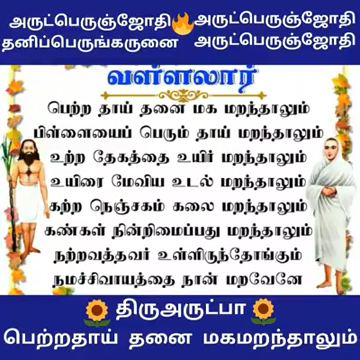 அருட்பெருஞ்ஜோதி🔥அருட்பெருஞ்ஜோதி
தனிப்பெருங்கருணை அருட்பெருஞ்ஜோதி
வள்ளலார்
பெற்ற தாய் தனை மக மறந்தாலும்
பிள்ளையைப் பெரும் தாய் மறந்தாலும்
உற்ற தேகத்தை உயிர் மறந்தாலும்
உயிரை மேவிய உடல் மறந்தாலும்
கற்ற நெஞ்சகம் கலை மறந்தாலும்
கண்கள் நின்றிமைப்பது மறந்தாலும்
நற்றவத்தவர் உள்ளிருந்தோங்கும்
நமச்சிவாயத்தை நான் மறவேனே
🌻 திருஅருட்பா 🌻
பெற்றதாய் தனை மகமறந்தாலும்